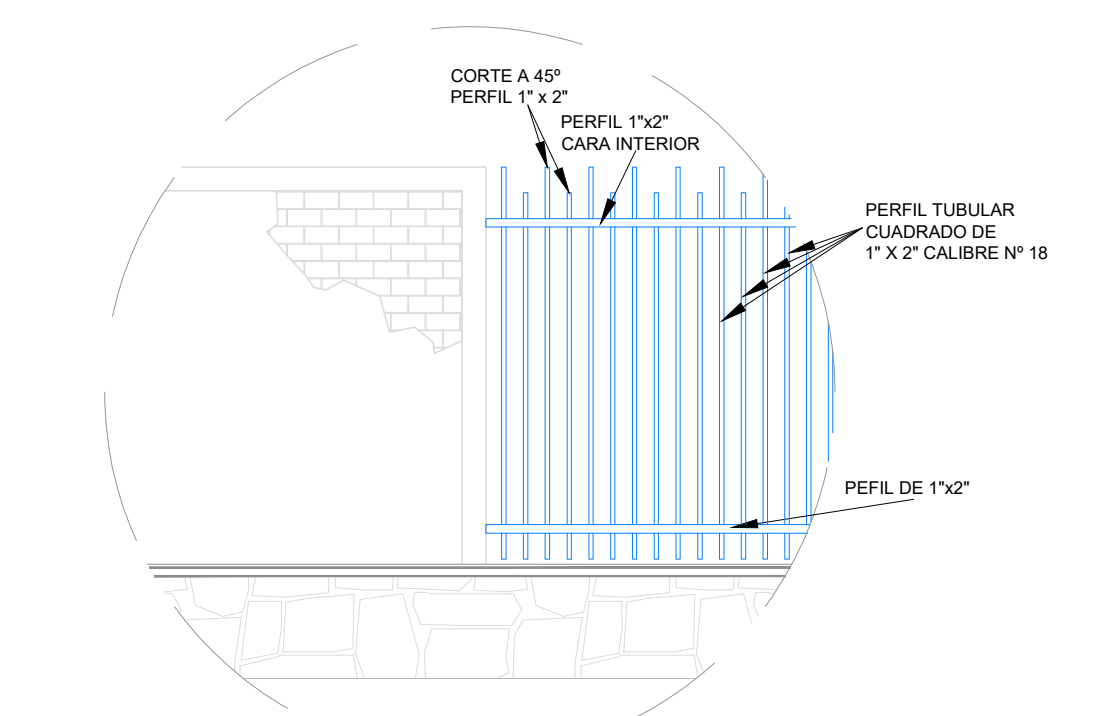 CORTE A 45º
PERFIL 1" x 2"
PERFIL 1"x2"
CARA INTERIOR
PERFIL TUBULAR
CUADRADO DE
1" X 2" CALIBRE Nº 18
PEFIL DE 1"x2"